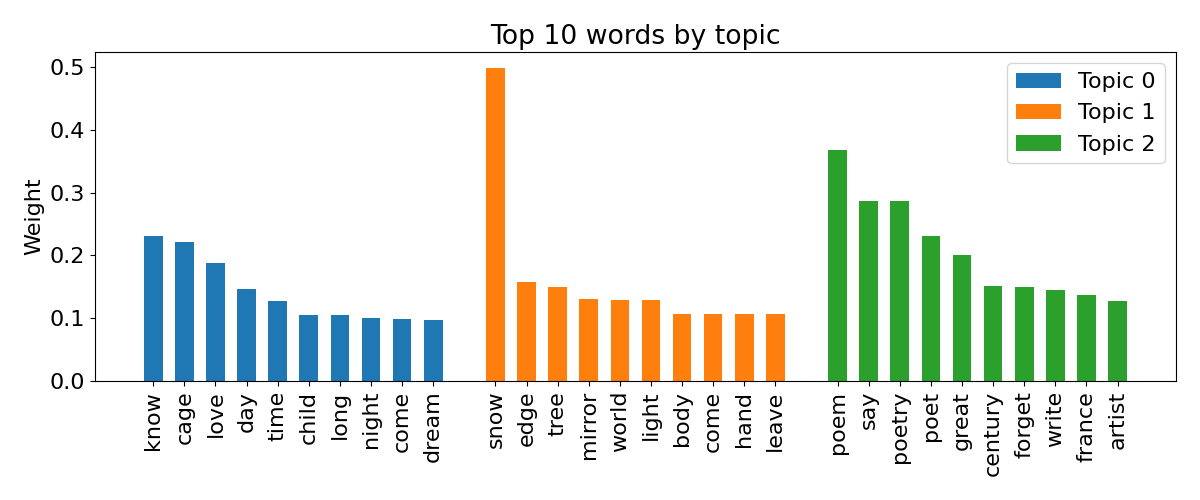 Top 10 words by topic
Weight
0.5
0.4
0.3
0.2
0.1
0.0
Topic 0
Topic 1
Topic 2
know
cage
love
day
time
child
long
night
come
dream
snow
edge
tree
mirror
world
light
body
come
hand
leave
poem
say
poetry
poet
great
century
forget
write
france
artist